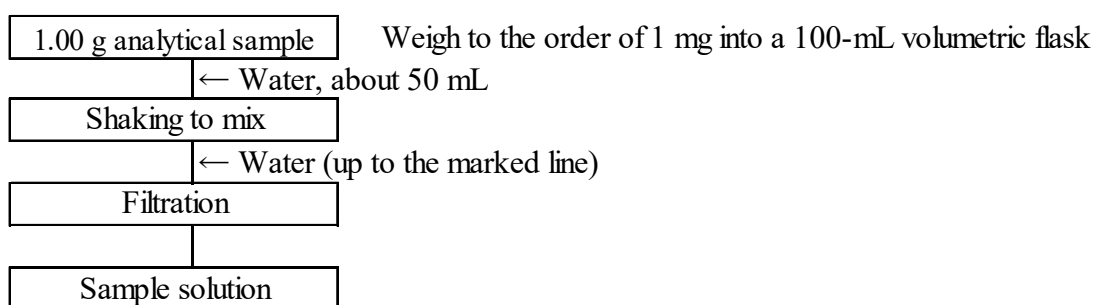 1.00 g analytical sample Weigh to the order of 1 mg into a 100-mL volumetric flask
← Water, about 50 mL
Shaking to mix
← Water (up to the marked line)
Filtration
Sample solution